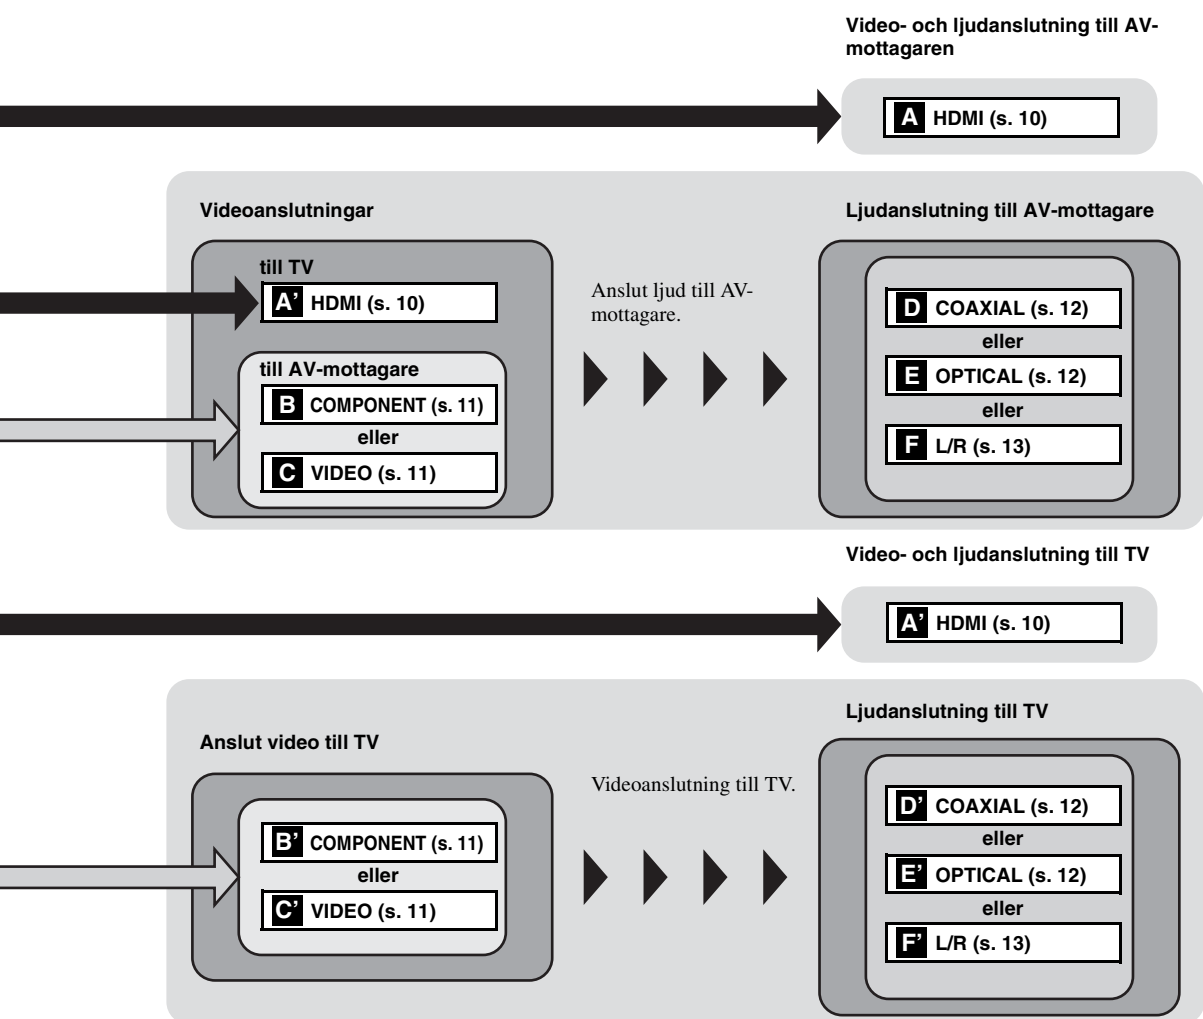 Video- och ljudanslutning till AV-
mottagaren
A HDMI (s. 10)
Videoanslutningar
till TV
A’ HDMI (s. 10)
till AV-mottagare
B COMPONENT (s. 11)
eller
C VIDEO (s. 11)
Anslut ljud till AV-
mottagare.
Ljudanslutning till AV-mottagare
D COAXIAL (s. 12)
eller
E OPTICAL (s. 12)
eller
F L/R (s. 13)
Video- och ljudanslutning till TV
A’ HDMI (s. 10)
Anslut video till TV
B’ COMPONENT (s. 11)
eller
C’ VIDEO (s. 11)
Videoanslutning till TV.
Ljudanslutning till TV
D’ COAXIAL (s. 12)
eller
E’ OPTICAL (s. 12)
eller
F’ L/R (s. 13)